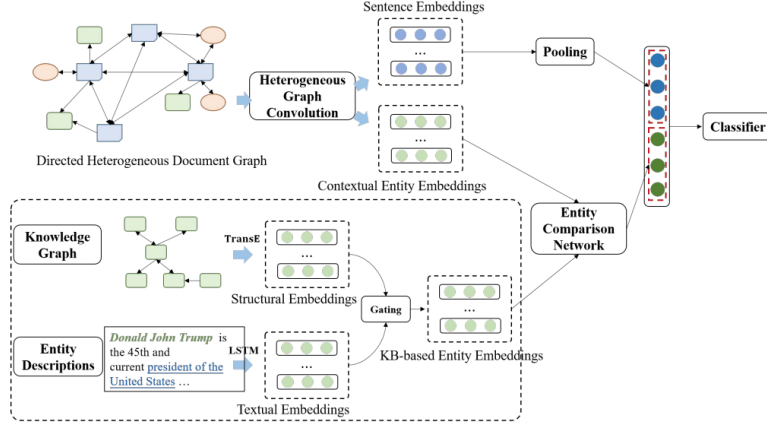 Sentence Embeddings
...
Pooling
Heterogeneous
Graph
Convolution
Classifier
...
Directed Heterogeneous Document Graph
Contextual Entity Embeddings
Entity
Comparison
Network
Knowledge
Graph
TransE
...
Structural Embeddings
Gating
...
KB-based Entity Embeddings
Entity
Descriptions
Donald John Trump is
the 45th and
current president of the
United States ...
LSTM
...
Textual Embeddings